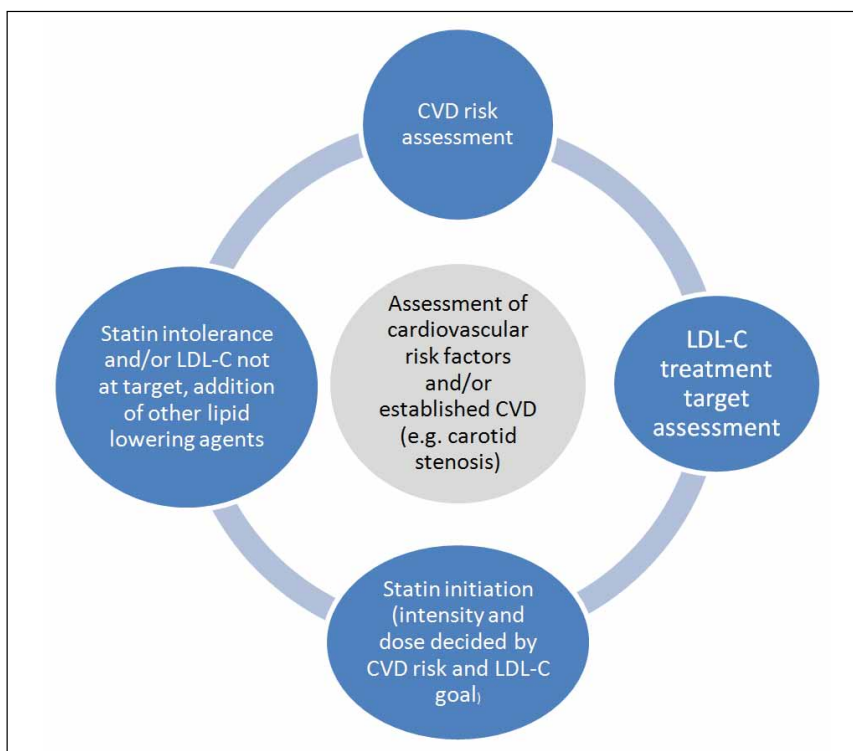 CVD risk
assessment
Assessment of
cardiovascular
risk factors
and/or
established CVD
(e.g. carotid
stenosis)
Statin intolerance
and/or LDL-C not
at target, addition
of other lipid
lowering agents
LDL-C
treatment
target
assessment
Statin initiation
(intensity and
dose decided by
CVD risk and LDL-C
goal)